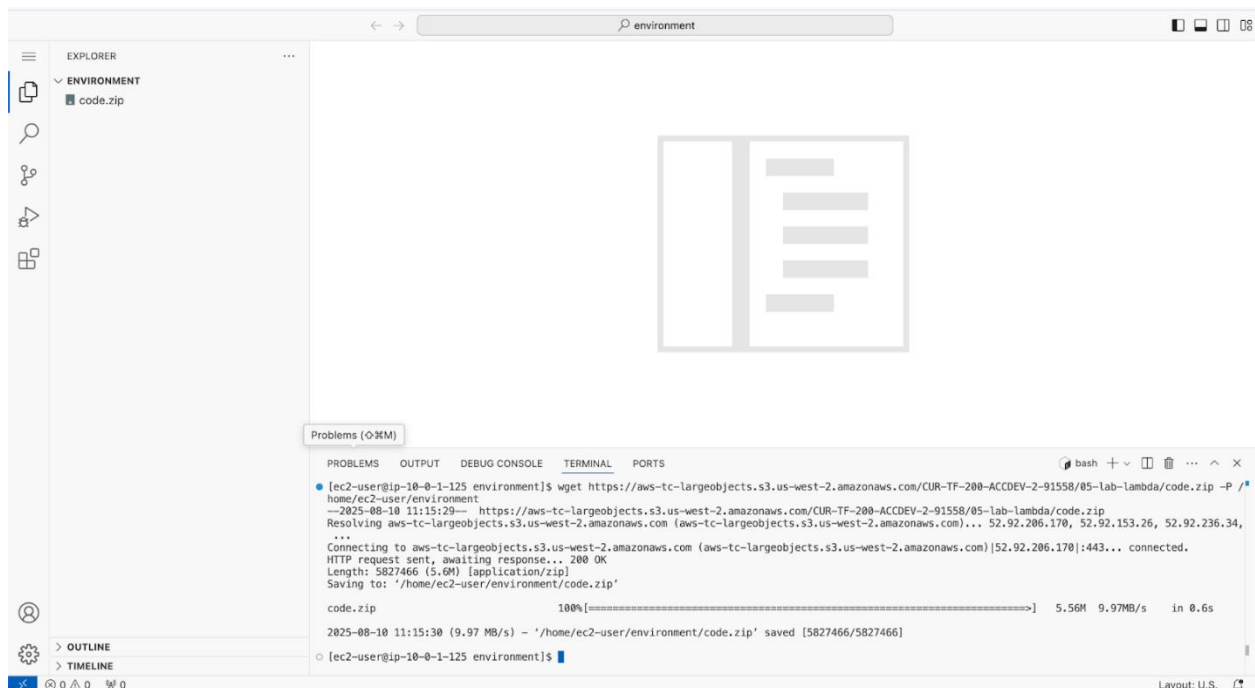 environment
EXPLORER
ENVIRONMENT
code.zip
Problems (⇧⌘M)
PROBLEMS OUTPUT DEBUG CONSOLE TERMINAL PORTS
bash
[ec2-user@ip-10-0-1-125 environment]$ wget https://aws-tc-largeobjects.s3.us-west-2.amazonaws.com/CUR-TF-200-ACCDEV-2-91558/05-lab-lambda/code.zip -P /
home/ec2-user/environment
--2025-08-10 11:15:29-- https://aws-tc-largeobjects.s3.us-west-2.amazonaws.com/CUR-TF-200-ACCDEV-2-91558/05-lab-lambda/code.zip
Resolving aws-tc-largeobjects.s3.us-west-2.amazonaws.com (aws-tc-largeobjects.s3.us-west-2.amazonaws.com)... 52.92.206.170, 52.92.153.26, 52.92.236.34,
...
Connecting to aws-tc-largeobjects.s3.us-west-2.amazonaws.com (aws-tc-largeobjects.s3.us-west-2.amazonaws.com)|52.92.206.170|:443... connected.
HTTP request sent, awaiting response... 200 OK
Length: 5827466 (5.6M) [application/zip]
Saving to: ‘/home/ec2-user/environment/code.zip’
code.zip 100%[=======================================================================>] 5.56M 9.97MB/s in 0.6s
2025-08-10 11:15:30 (9.97 MB/s) - ‘/home/ec2-user/environment/code.zip’ saved [5827466/5827466]
[ec2-user@ip-10-0-1-125 environment]$
OUTLINE
TIMELINE
0 0 0
Layout: U.S.